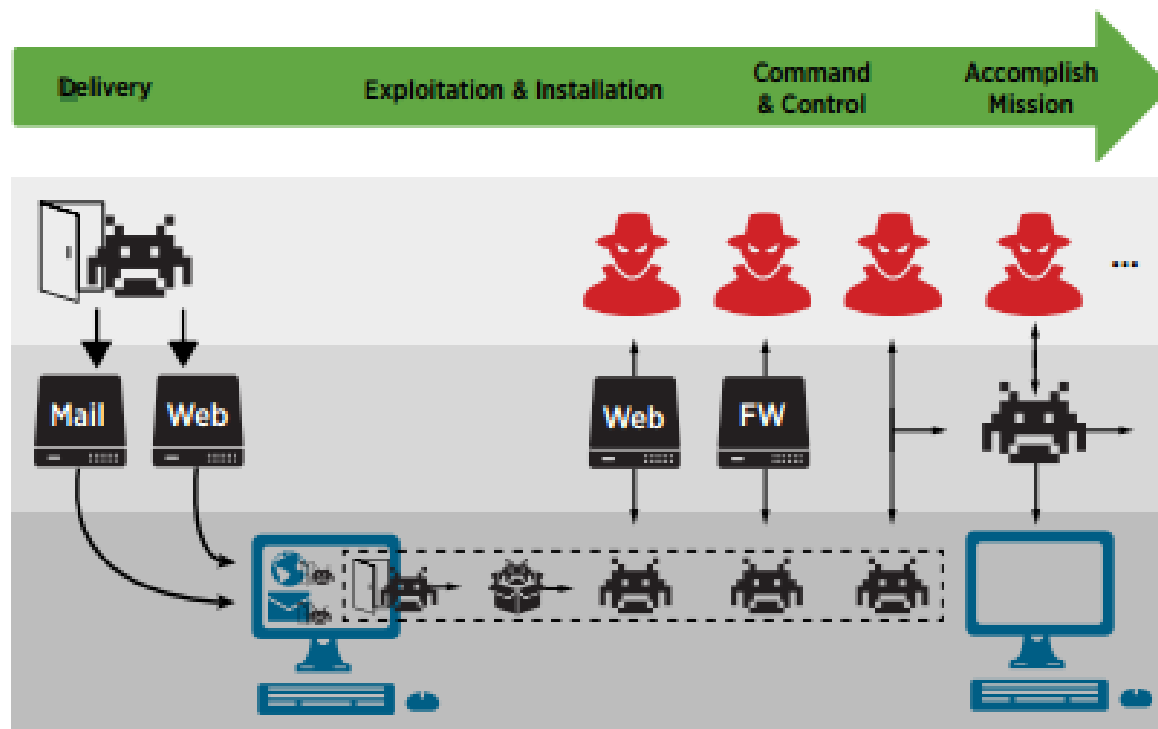 Delivery
Exploitation & Installation
Command
& Control
Accomplish
Mission
...
Mail
Web
Web
FW